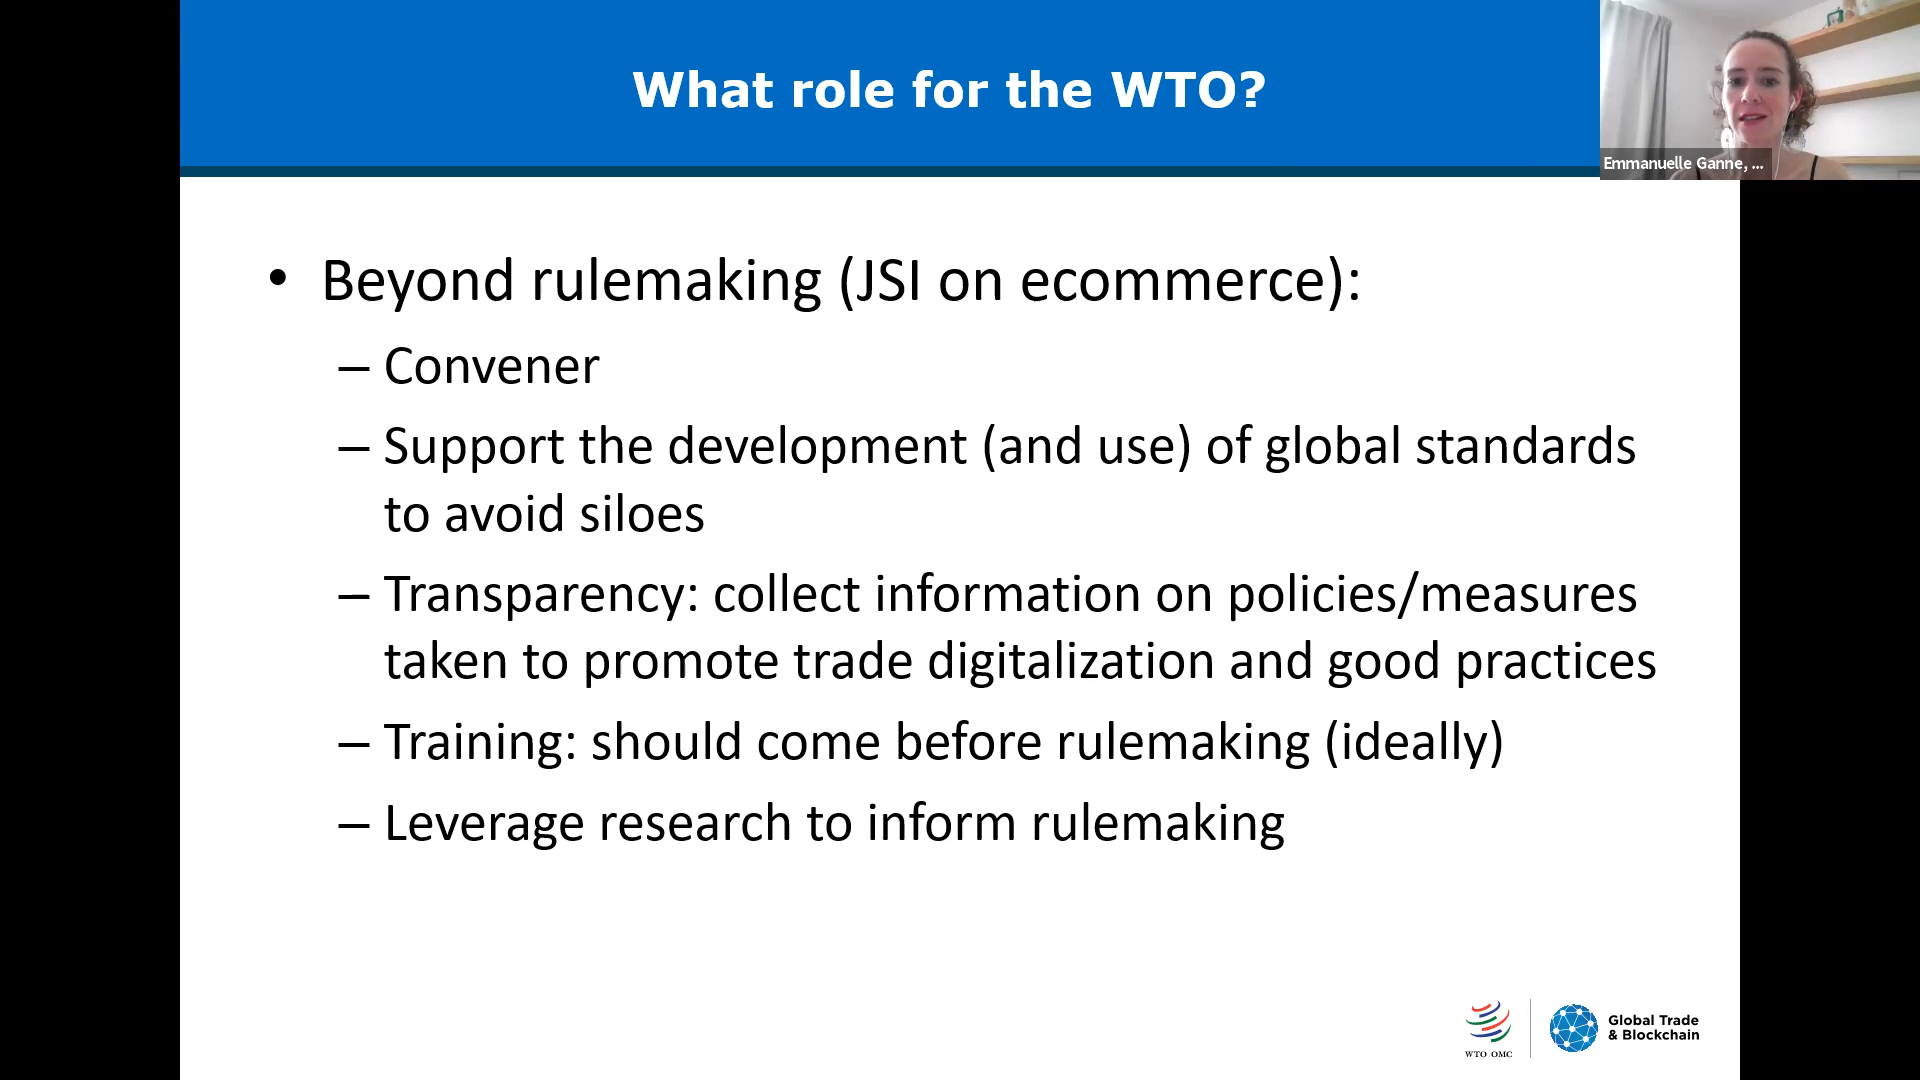 What role for the WTO?
Emmanuelle Ganne, ...
• Beyond rulemaking (JSI on ecommerce):
– Convener
– Support the development (and use) of global standards
to avoid siloes
– Transparency: collect information on policies/measures
taken to promote trade digitalization and good practices
– Training: should come before rulemaking (ideally)
– Leverage research to inform rulemaking
WTO OMC
Global Trade
& Blockchain